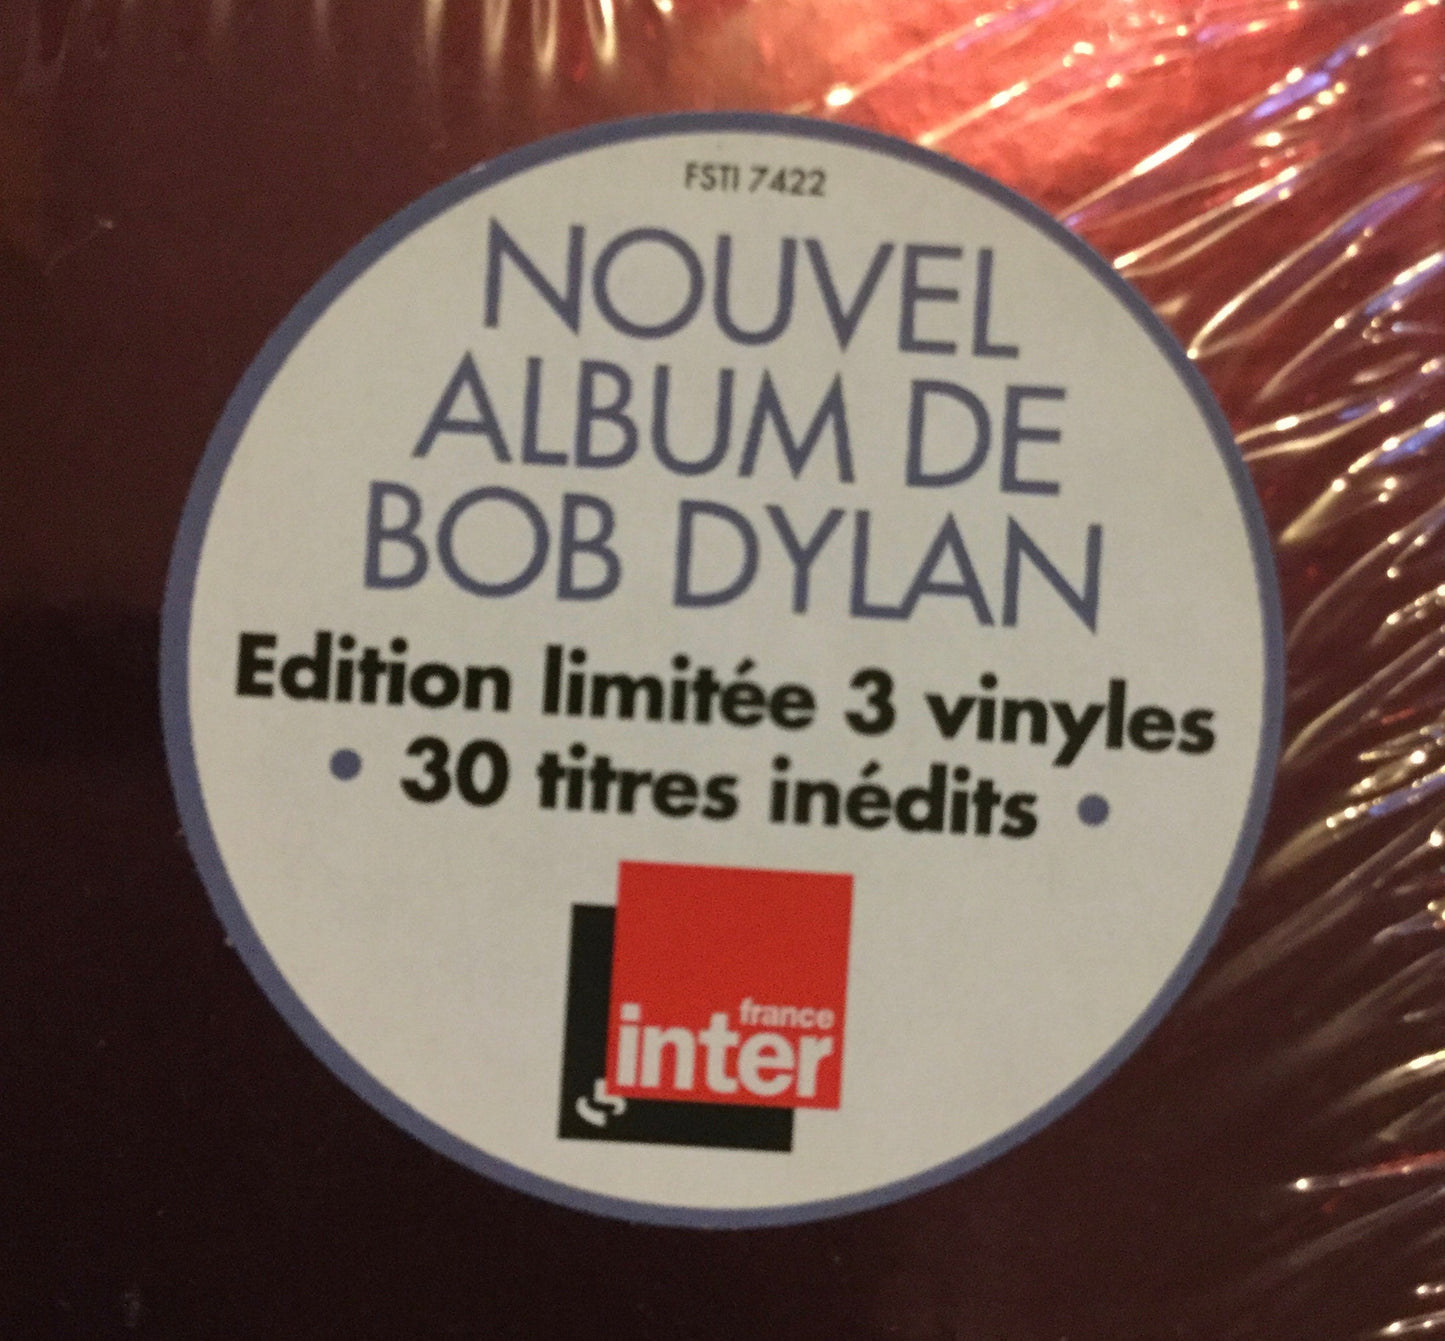 FSTI 7422
NOUVEL
ALBUM DE
BOB DYLAN
Edition limitée 3 vinyles
• 30 titres inédits •
france
inter